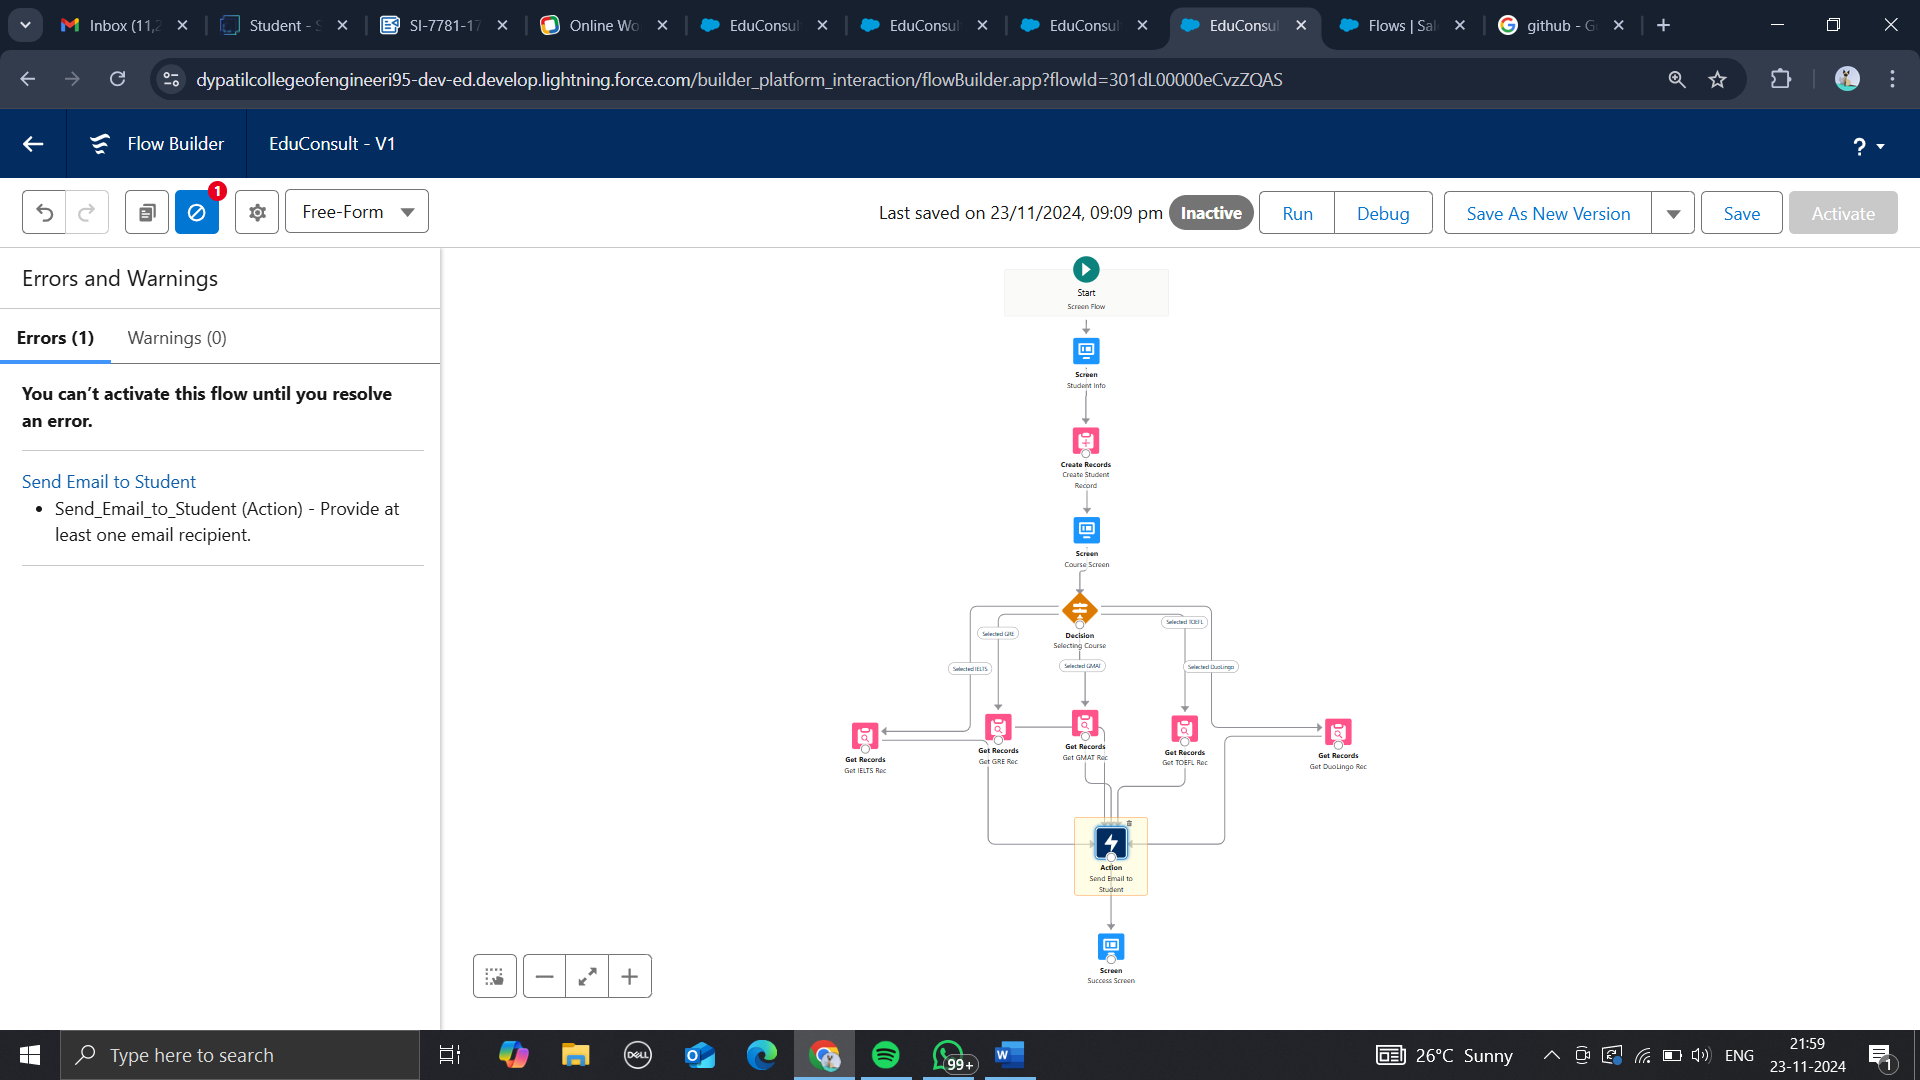 Inbox (11,2
Student - S
SI-7781-17
Online Wo
EduConsul
EduConsul
EduConsul
EduConsul
Flows | Sal
github - G
dypatilcollegeofengineeri95-dev-ed.develop.lightning.force.com/builder_platform_interaction/flowBuilder.app?flowId=301dL00000eCvzZQAS
Flow Builder
EduConsult - V1
?
1
Free-Form
Last saved on 23/11/2024, 09:09 pm
Inactive
Run
Debug
Save As New Version
Save
Activate
Errors and Warnings
Errors (1)
Warnings (0)
You can't activate this flow until you resolve
an error.
Send Email to Student
• Send_Email_to_Student (Action) - Provide at
least one email recipient.
Start
Screen Flow
Screen
Student Info
Create Records
Create Student
Record
Screen
Course Screen
Decision
Selecting Course
Selected GRE
Selected TOEFL
Selected IELTS
Selected GMAT
Selected DuoLingo
Get Records
Get IELTS Rec
Get Records
Get GRE Rec
Get Records
Get GMAT Rec
Get Records
Get TOEFL Rec
Get Records
Get DuoLingo Rec
Action
Send Email to
Student
Screen
Success Screen
Type here to search
DELL
99+
26°C Sunny
ENG
21:59
23-11-2024
1